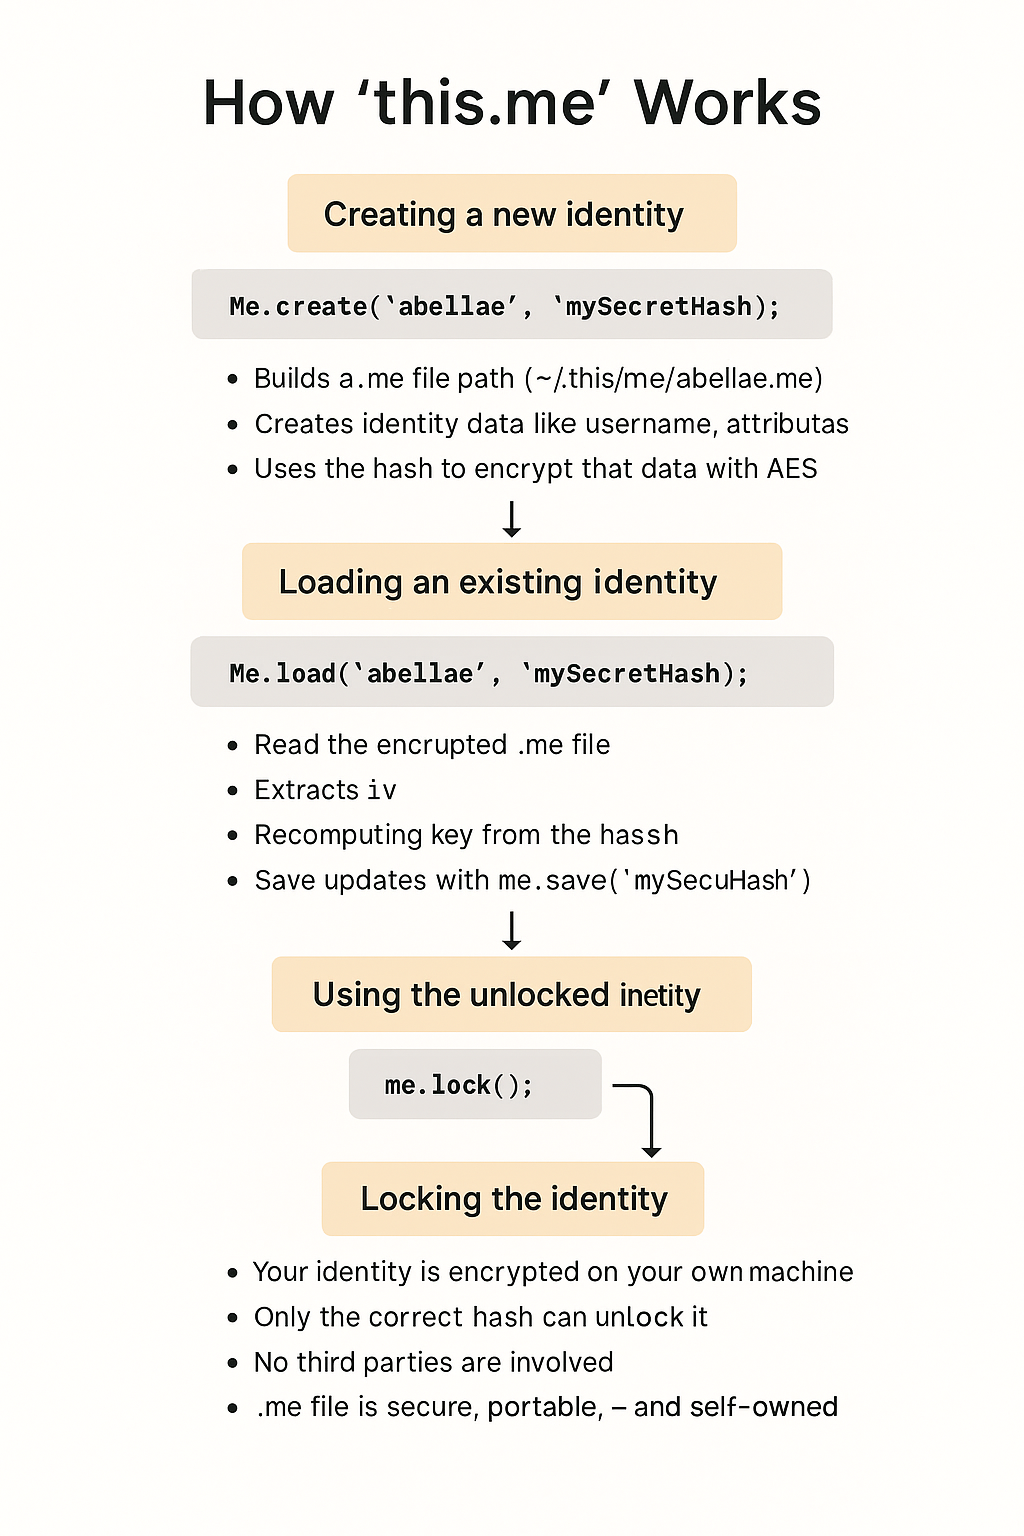 How ‘this.me’ Works
Creating a new identity
Me.create(‘abellae’, ‘mySecretHash);
• Builds a.me file path (~/.this/me/abellae.me)
• Creates identity data like username, attributas
• Uses the hash to encrypt that data with AES
Loading an existing identity
Me.load(‘abellae’, ‘mySecretHash);
• Read the encrypted .me file
• Extracts iv
• Recomputing key from the hassh
• Save updates with me.save(‘mySecuHash’)
Using the unlocked inetity
me.lock();
Locking the identity
• Your identity is encrypted on your own machine
• Only the correct hash can unlock it
• No third parties are involved
• .me file is secure, portable, – and self-owned